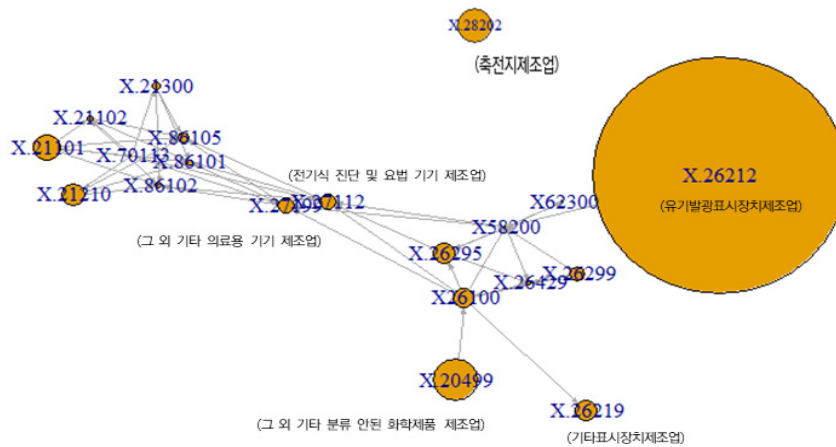 X.28202
(축전지제조업)
X.21300
X.21102
X.86105
X.21101
X.70113
X.86101
X.86102
X.21210
(전기식 진단 및 요법 기기 제조업)
X.27199
X.27112
X62300
X.26212
(유기발광표시장치제조업)
X58200
(그 외 기타 의료용 기기 제조업)
X.26295
X.26299
X.26429
X26100
X.20499
X.26219
(그 외 기타 분류 안된 화학제품 제조업)
(기타표시장치제조업)